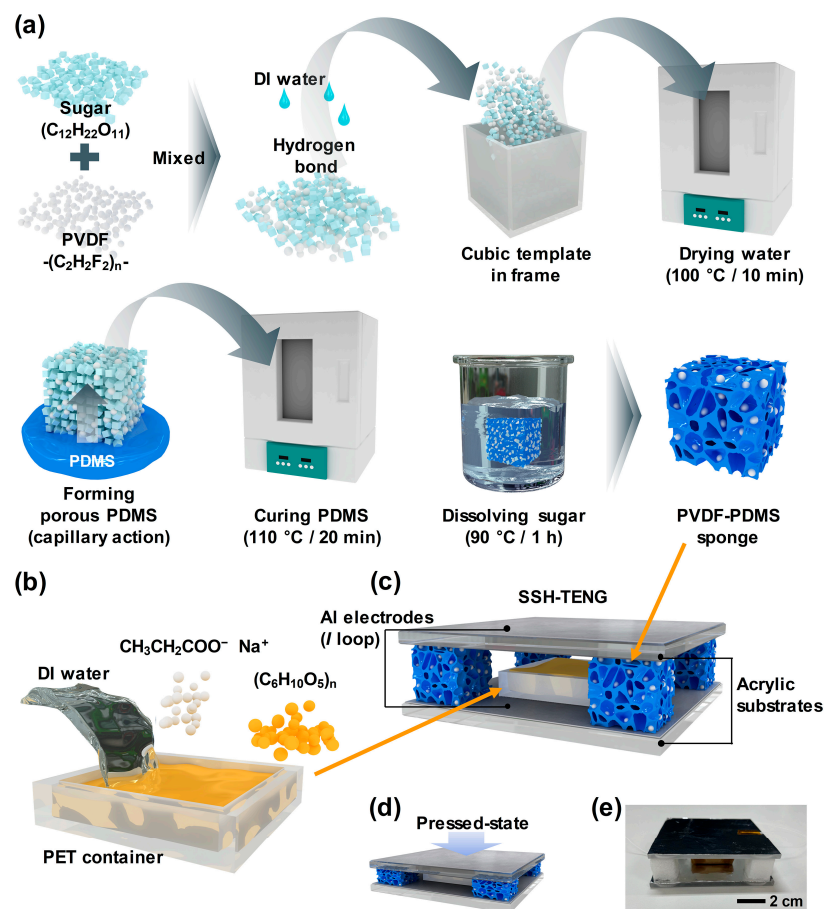 (a)
Sugar
(C₁₂H₂₂O₁₁)
Mixed
PVDF
-(C₂H₂F₂)ₙ-
DI water
Hydrogen
bond
Cubic template
in frame
Drying water
(100 °C / 10 min)
PDMS
Forming
porous PDMS
(capillary action)
Curing PDMS
(110 °C / 20 min)
Dissolving sugar
(90 °C / 1 h)
PVDF-PDMS
sponge
(b)
CH₃CH₂COO⁻ Na⁺
DI water
(C₆H₁₀O₅)ₙ
PET container
(c)
SSH-TENG
Al electrodes
(I loop)
Acrylic
substrates
(d)
Pressed-state
(e)
2 cm